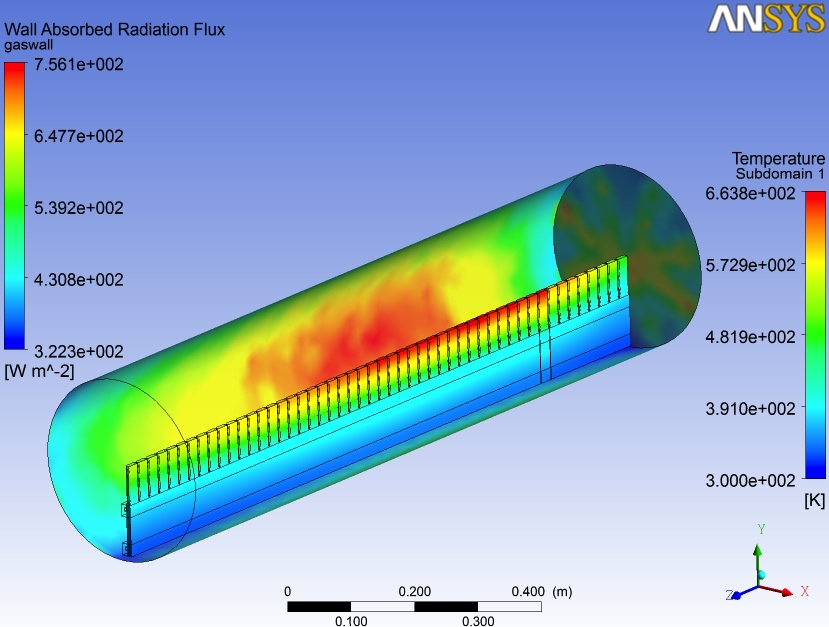 ANSYS
Wall Absorbed Radiation Flux
gaswall
7.561e+002
6.477e+002
5.392e+002
4.308e+002
3.223e+002
[W m^-2]
Temperature
Subdomain 1
6.638e+002
5.729e+002
4.819e+002
3.910e+002
3.000e+002
[K]
0 0.200 0.400 (m)
0.100 0.300
Y
Z X